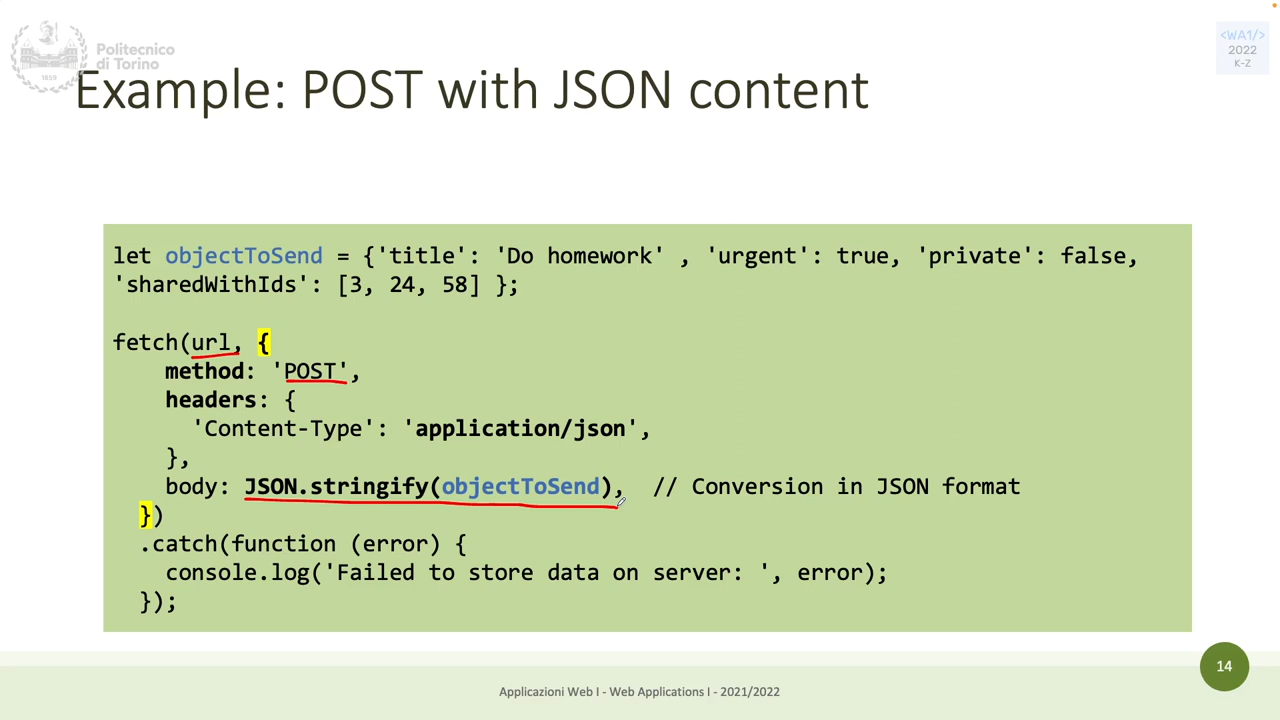 Politecnico
di Torino
1859
<WA1/>
2022
K-Z
Example: POST with JSON content
let objectToSend = {'title': 'Do homework' , 'urgent': true, 'private': false,
'sharedWithIds': [3, 24, 58] };
fetch(url, {
method: 'POST',
headers: {
'Content-Type': 'application/json',
},
body: JSON.stringify(objectToSend), // Conversion in JSON format
})
.catch(function (error) {
console.log('Failed to store data on server: ', error);
});
14
Applicazioni Web I - Web Applications I - 2021/2022